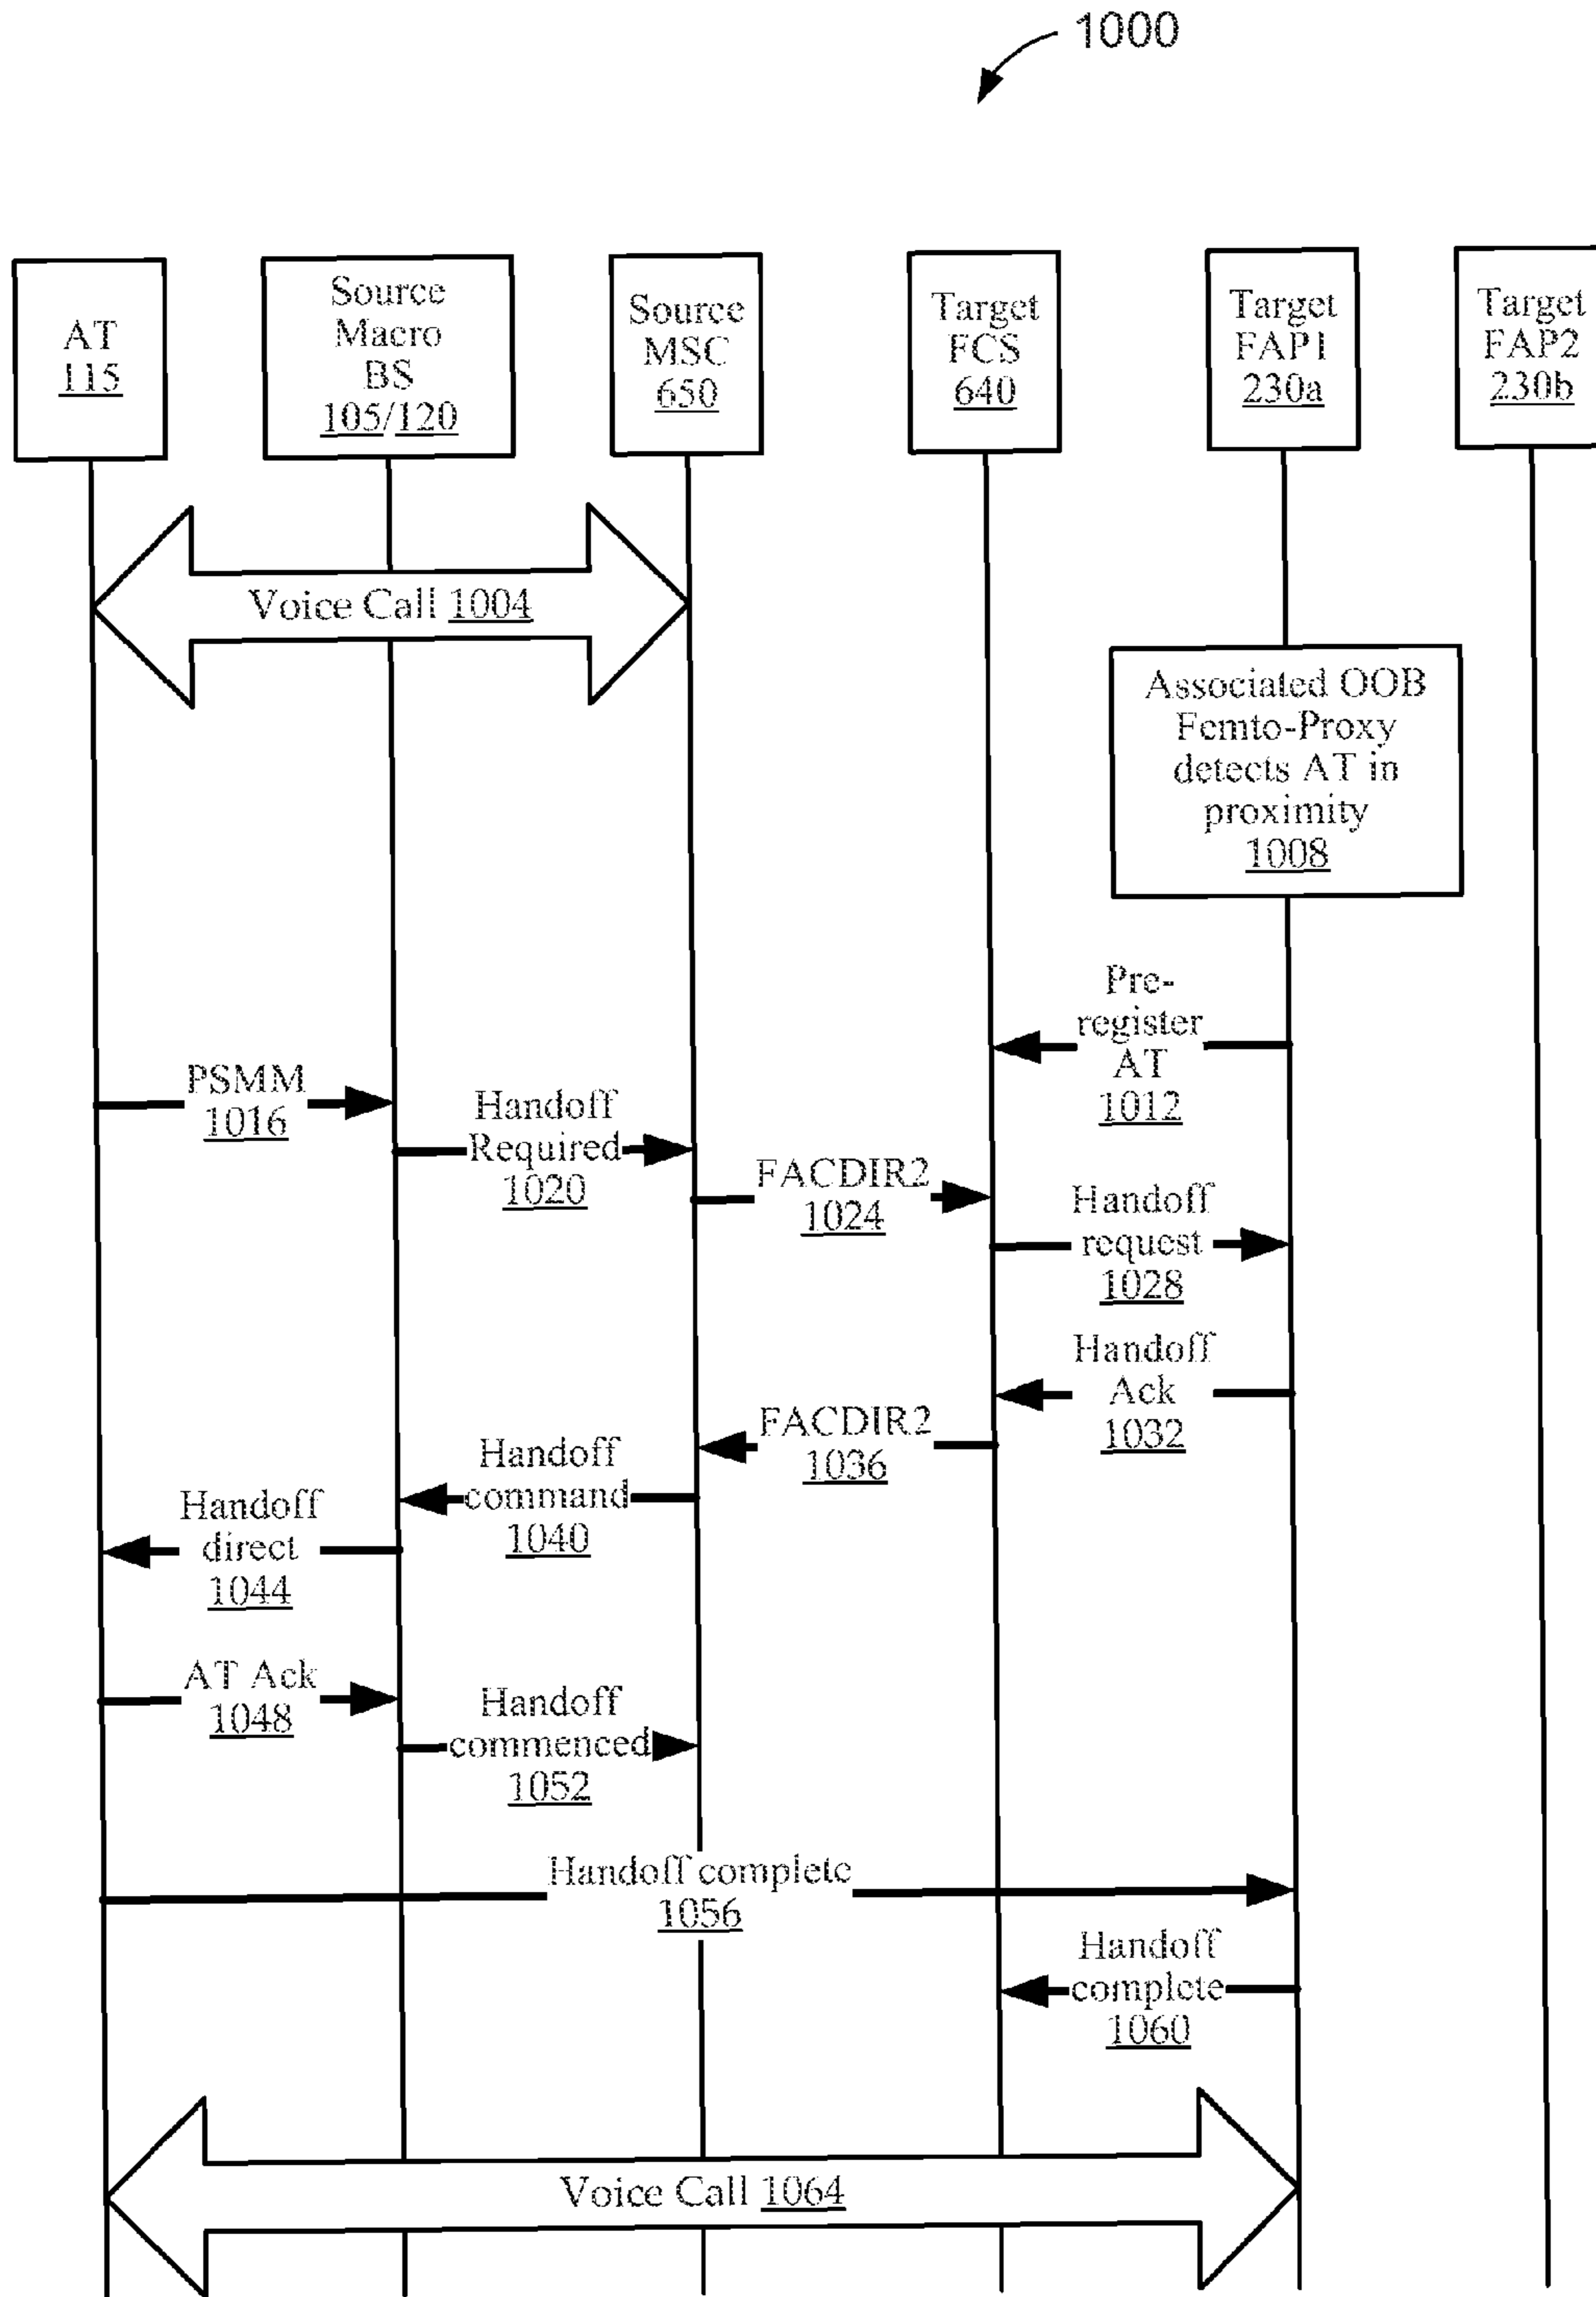 1000
AT
115
Source
Macro
BS
105/120
Source
MSC
650
Target
FCS
640
Target
FAP1
230a
Target
FAP2
230b
Voice Call 1004
Associated OOB
Femto-Proxy
detects AT in
proximity
1008
Pre-
register
AT
1012
PSMM
1016
Handoff
Required
1020
FACDIR2
1024
Handoff
request
1028
Handoff
Ack
1032
FACDIR2
1036
Handoff
command
1040
Handoff
direct
1044
AT Ack
1048
Handoff
commenced
1052
Handoff complete
1056
Handoff
complete
1060
Voice Call 1064